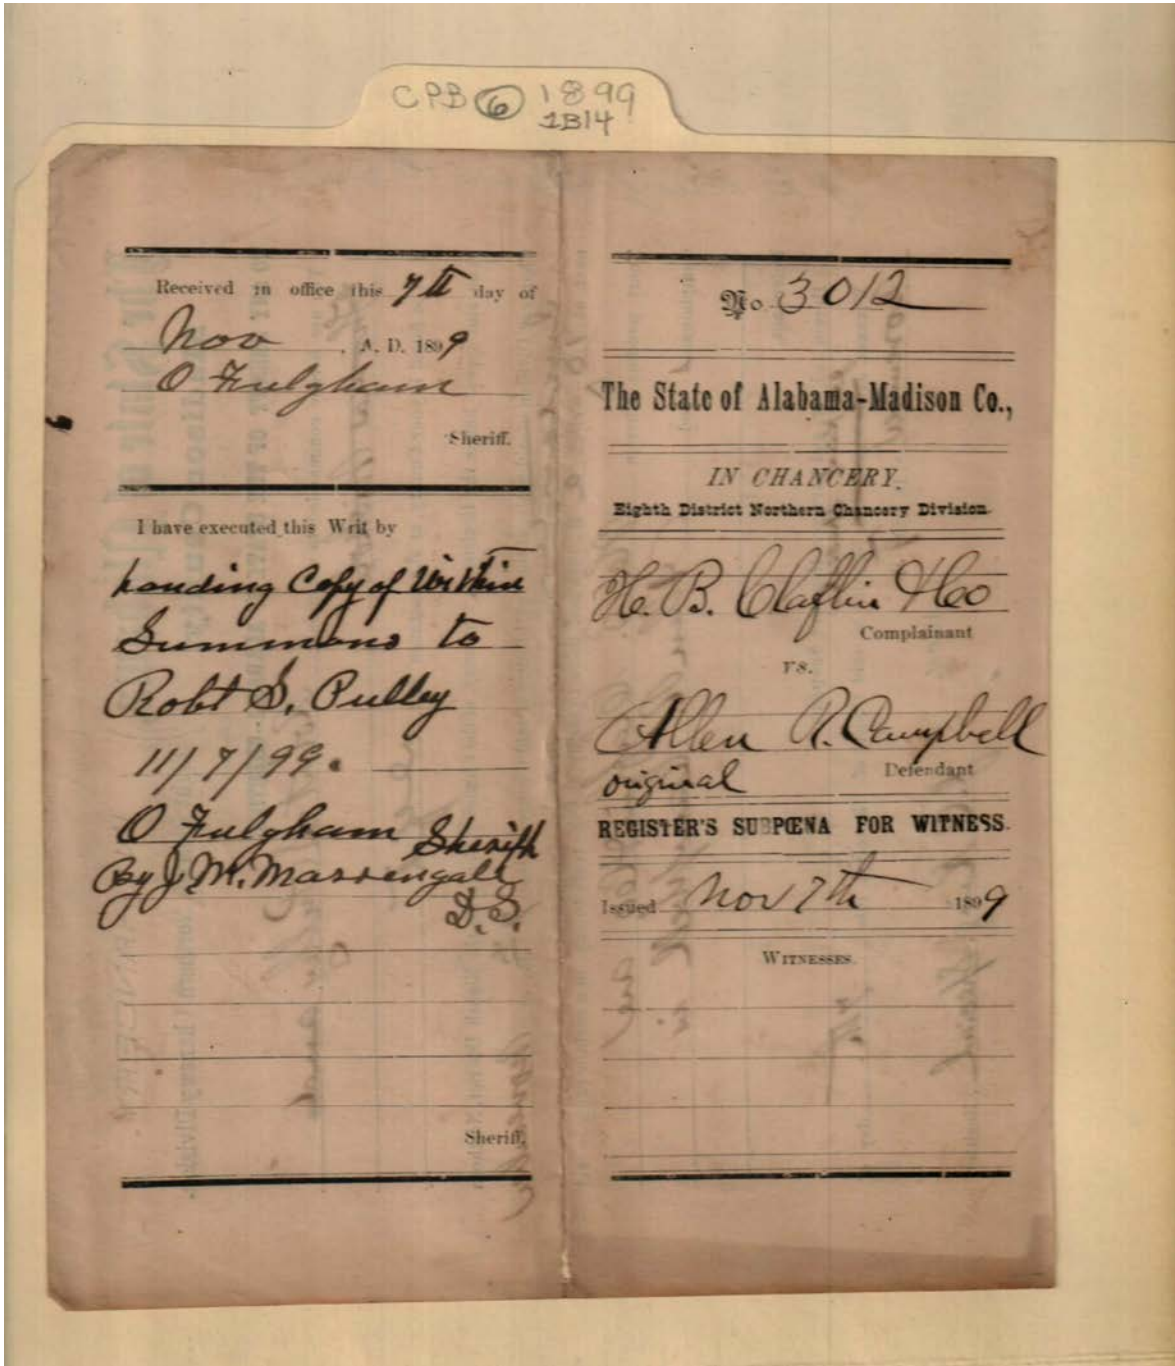 CPB 6 1899
1B14
Received in office this 7th day of
Nov , A. D. 1899
O Fulgham
Sheriff.
I have executed this Writ by
handing Copy of Within
Summons to
Robt S. Pulley
11/7/99.
O Fulgham Sheriff
By J. M. Massengale
D.S.
Sheriff.
No. 3012
The State of Alabama-Madison Co.,
IN CHANCERY.
Eighth District Northern Chancery Division
H. B. Claflin & Co
Complainant
vs.
Allen R. Campbell
original Defendant
REGISTER'S SUBPŒNA FOR WITNESS.
Issued Nov 7th 1899
WITNESSES.